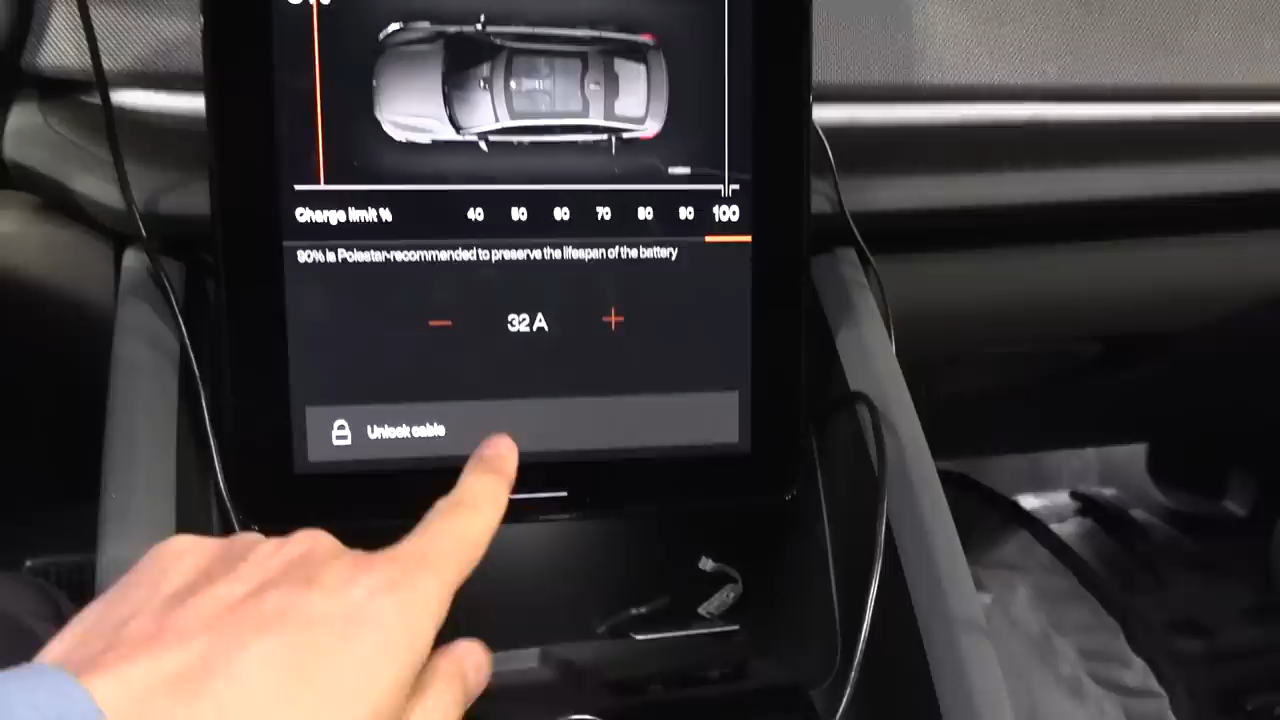 Charge limit % 40 50 60 70 80 90 100
90% is Polestar-recommended to preserve the lifespan of the battery
− 32 A +
Unlock cable